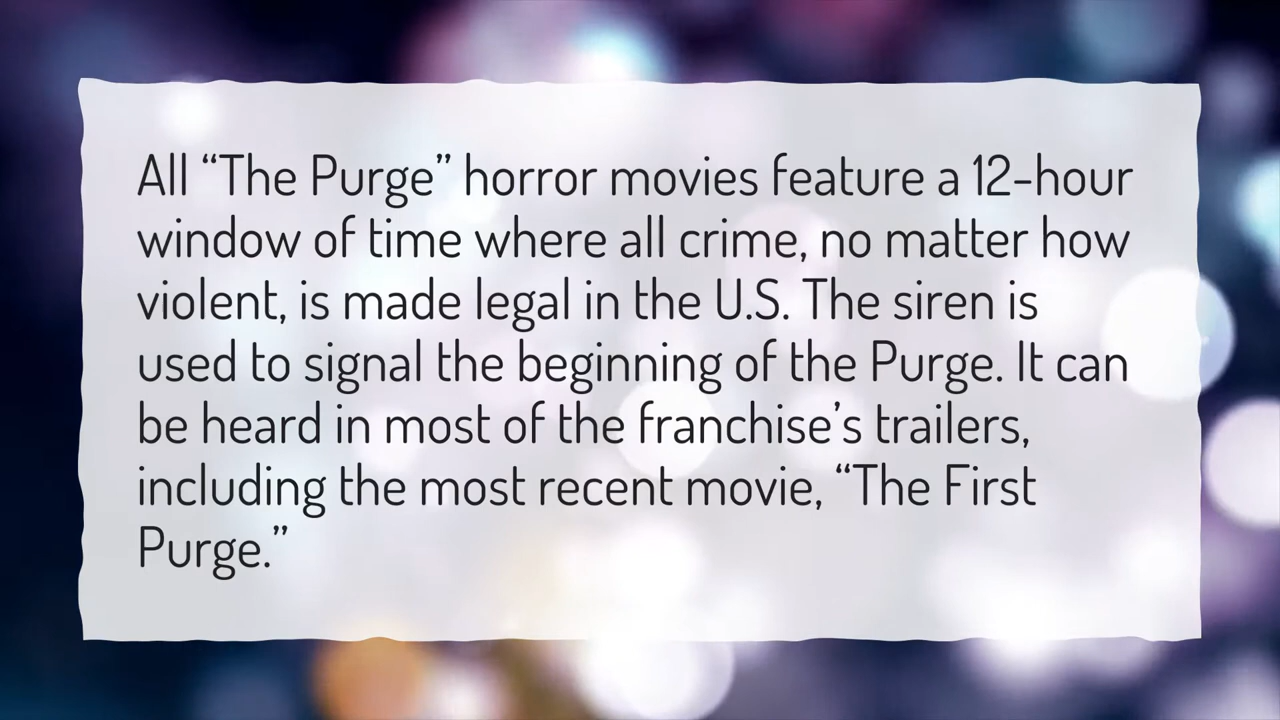 All “The Purge” horror movies feature a 12-hour
window of time where all crime, no matter how
violent, is made legal in the U.S. The siren is
used to signal the beginning of the Purge. It can
be heard in most of the franchise’s trailers,
including the most recent movie, “The First
Purge.”